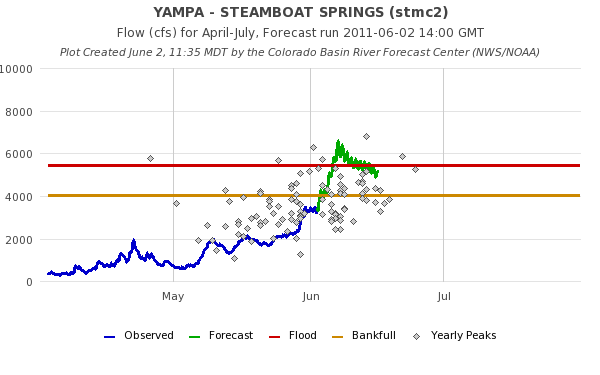 YAMPA - STEAMBOAT SPRINGS (stmc2)
Flow (cfs) for April-July, Forecast run 2011-06-02 14:00 GMT
Plot Created June 2, 11:35 MDT by the Colorado Basin River Forecast Center (NWS/NOAA)
10000
8000
6000
4000
2000
0
May Jun Jul
Observed Forecast Flood Bankfull Yearly Peaks